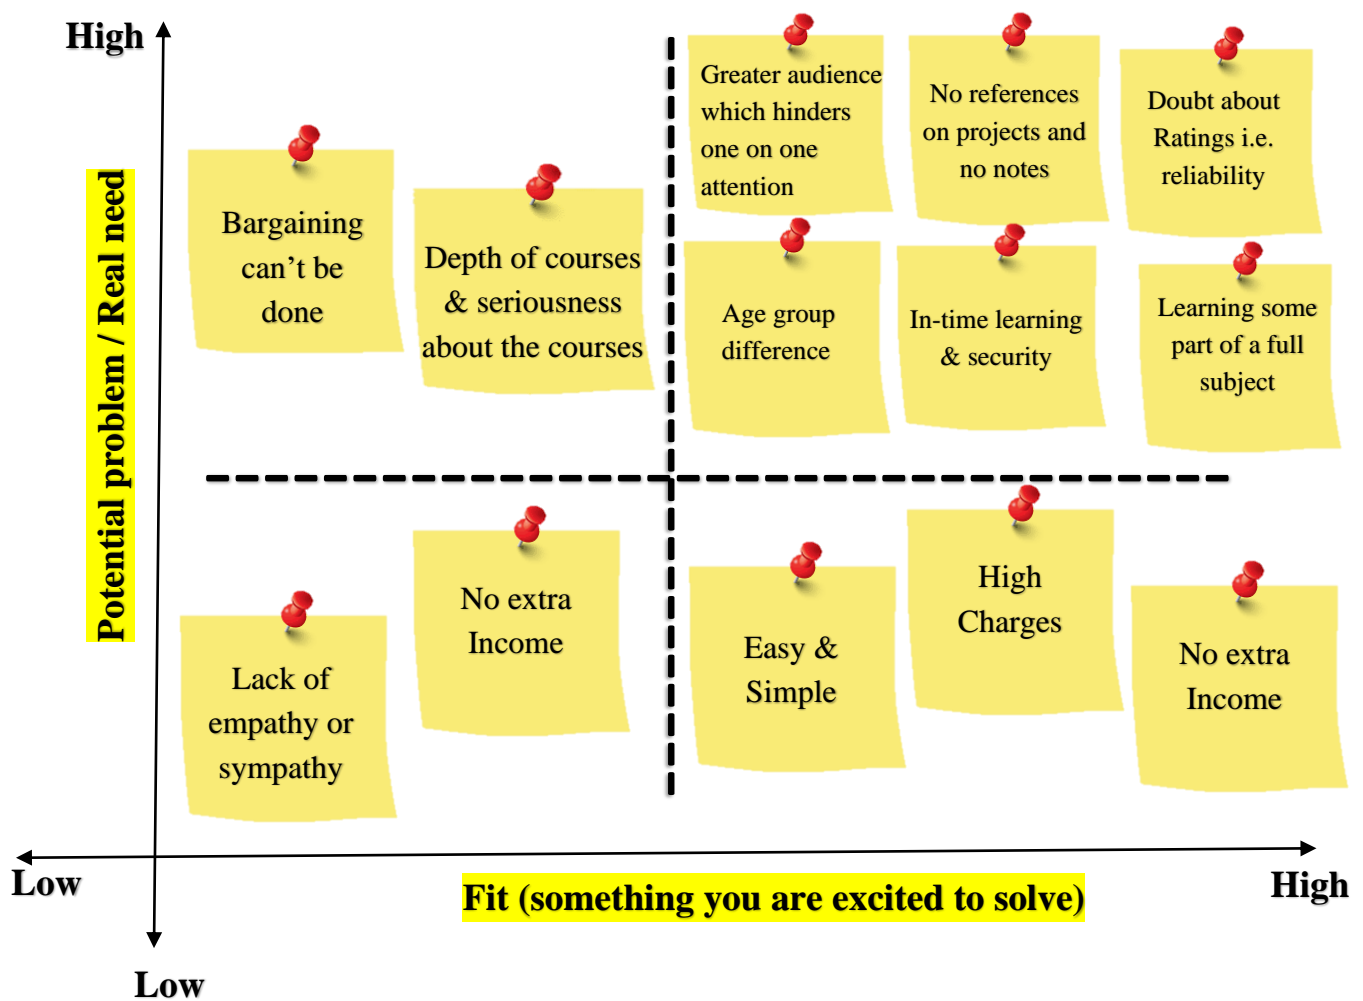 High
Potential problem / Real need
Greater audience
which hinders
one on one
attention
No references
on projects and
no notes
Doubt about
Ratings i.e.
reliability
Bargaining
can’t be
done
Depth of courses
& seriousness
about the courses
Age group
difference
In-time learning
& security
Learning some
part of a full
subject
Lack of
empathy or
sympathy
No extra
Income
Easy &
Simple
High
Charges
No extra
Income
Low
Fit (something you are excited to solve)
High
Low